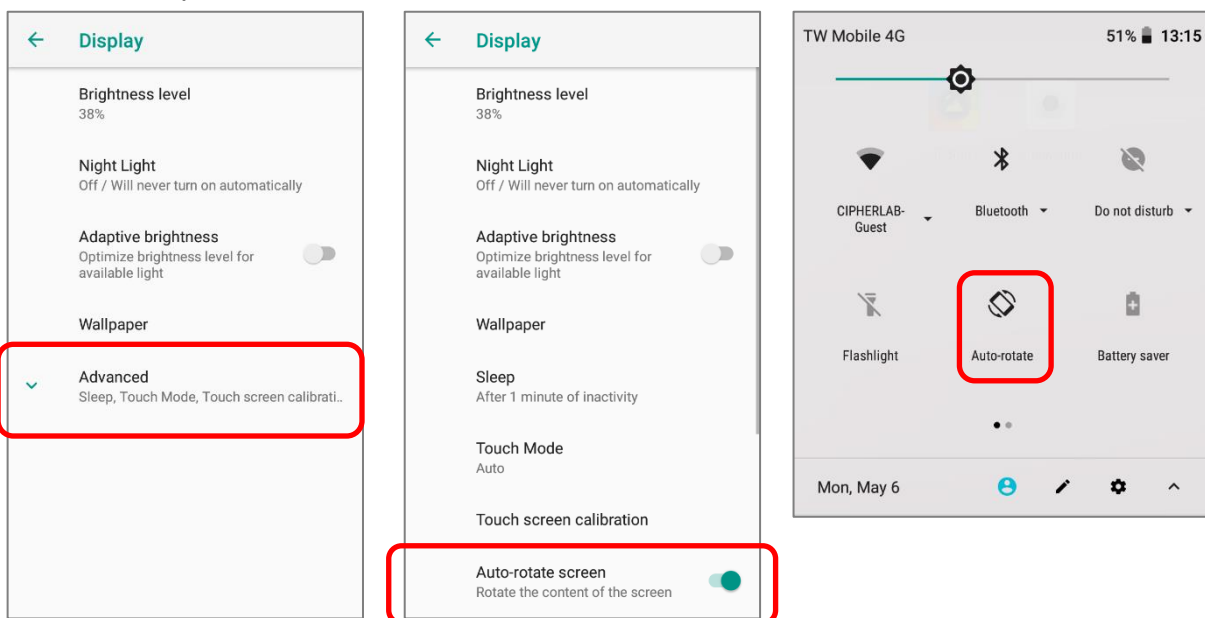 Display
Brightness level
38%
Night Light
Off / Will never turn on automatically
Adaptive brightness
Optimize brightness level for
available light
Wallpaper
Advanced
Sleep, Touch Mode, Touch screen calibrati..
Display
Brightness level
38%
Night Light
Off / Will never turn on automatically
Adaptive brightness
Optimize brightness level for
available light
Wallpaper
Sleep
After 1 minute of inactivity
Touch Mode
Auto
Touch screen calibration
Auto-rotate screen
Rotate the content of the screen
TW Mobile 4G 51% 13:15
CIPHERLAB-
Guest
Bluetooth
Do not disturb
Flashlight
Auto-rotate
Battery saver
Mon, May 6